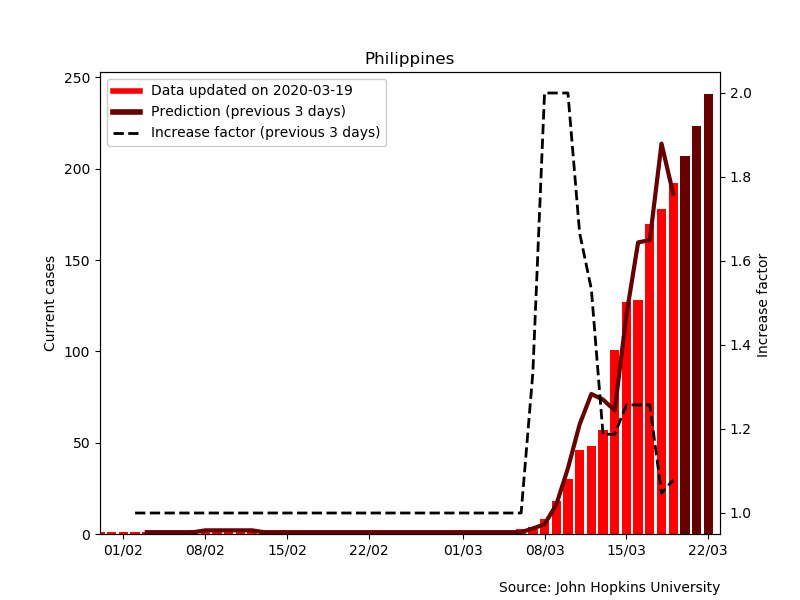 Philippines
Data updated on 2020-03-19
Prediction (previous 3 days)
Increase factor (previous 3 days)
Current cases
250
200
150
100
50
0
2.0
1.8
1.6
1.4
1.2
1.0
Increase factor
01/02 08/02 15/02 22/02 01/03 08/03 15/03 22/03
Source: John Hopkins University